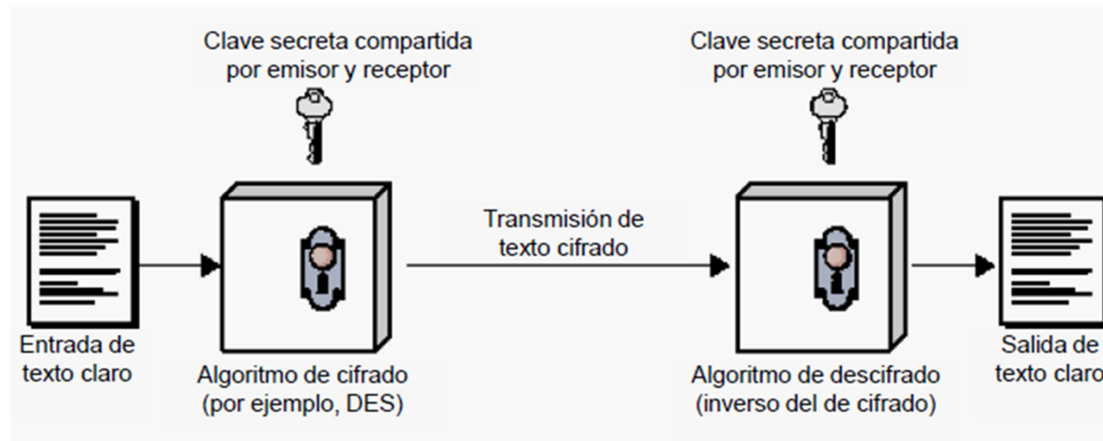 Clave secreta compartida
por emisor y receptor
Clave secreta compartida
por emisor y receptor
Transmisión de
texto cifrado
Entrada de
texto claro
Algoritmo de cifrado
(por ejemplo, DES)
Algoritmo de descifrado
(inverso del de cifrado)
Salida de
texto claro